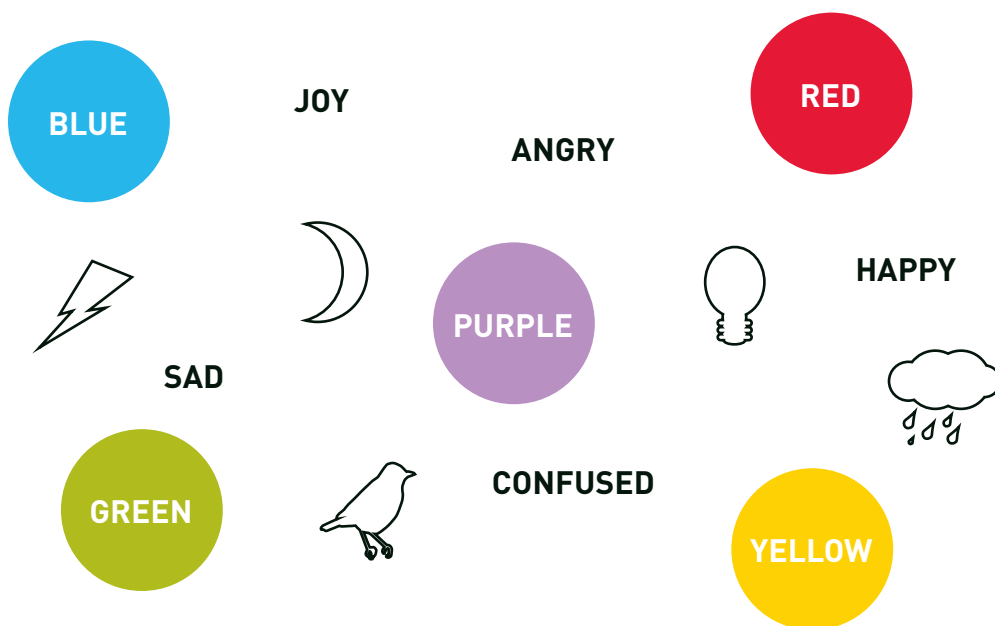 RED
JOY
BLUE
ANGRY
HAPPY
PURPLE
SAD
CONFUSED
GREEN
YELLOW